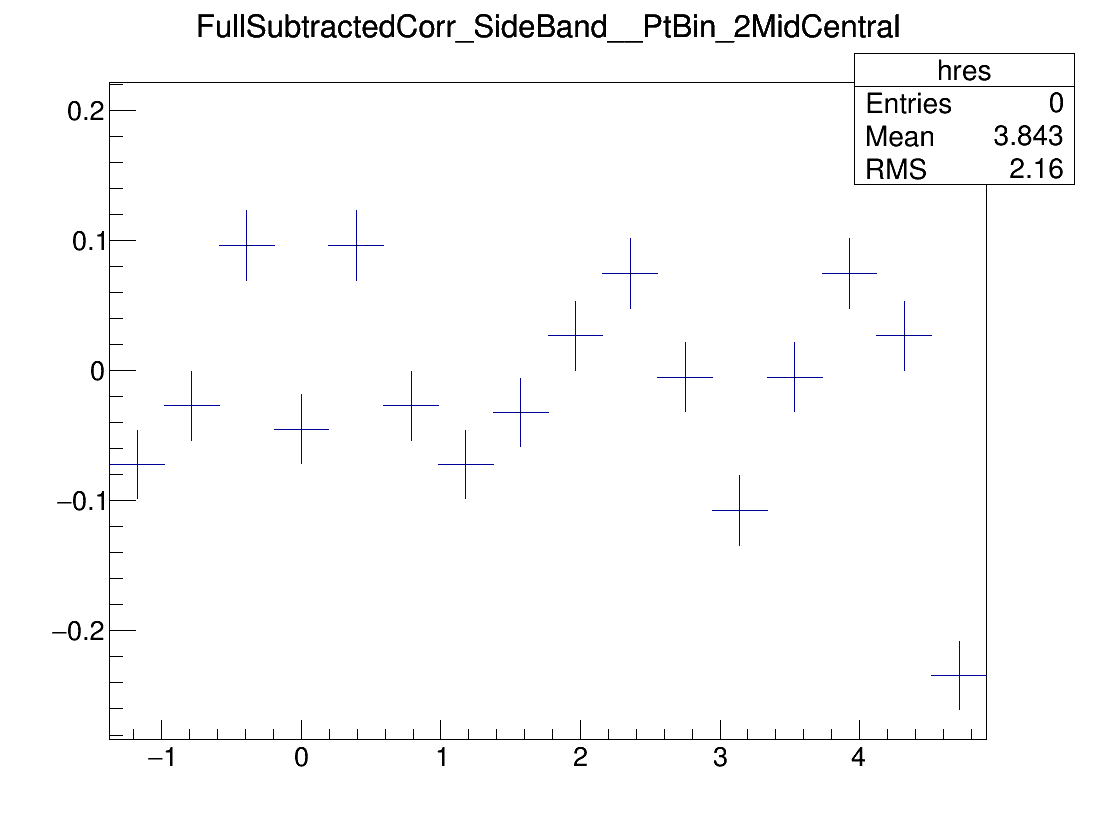 FullSubtractedCorr_SideBand__PtBin_2MidCentral
hres
Entries 0
Mean 3.843
RMS 2.16
0.2
0.1
0
−0.1
−0.2
−1 0 1 2 3 4